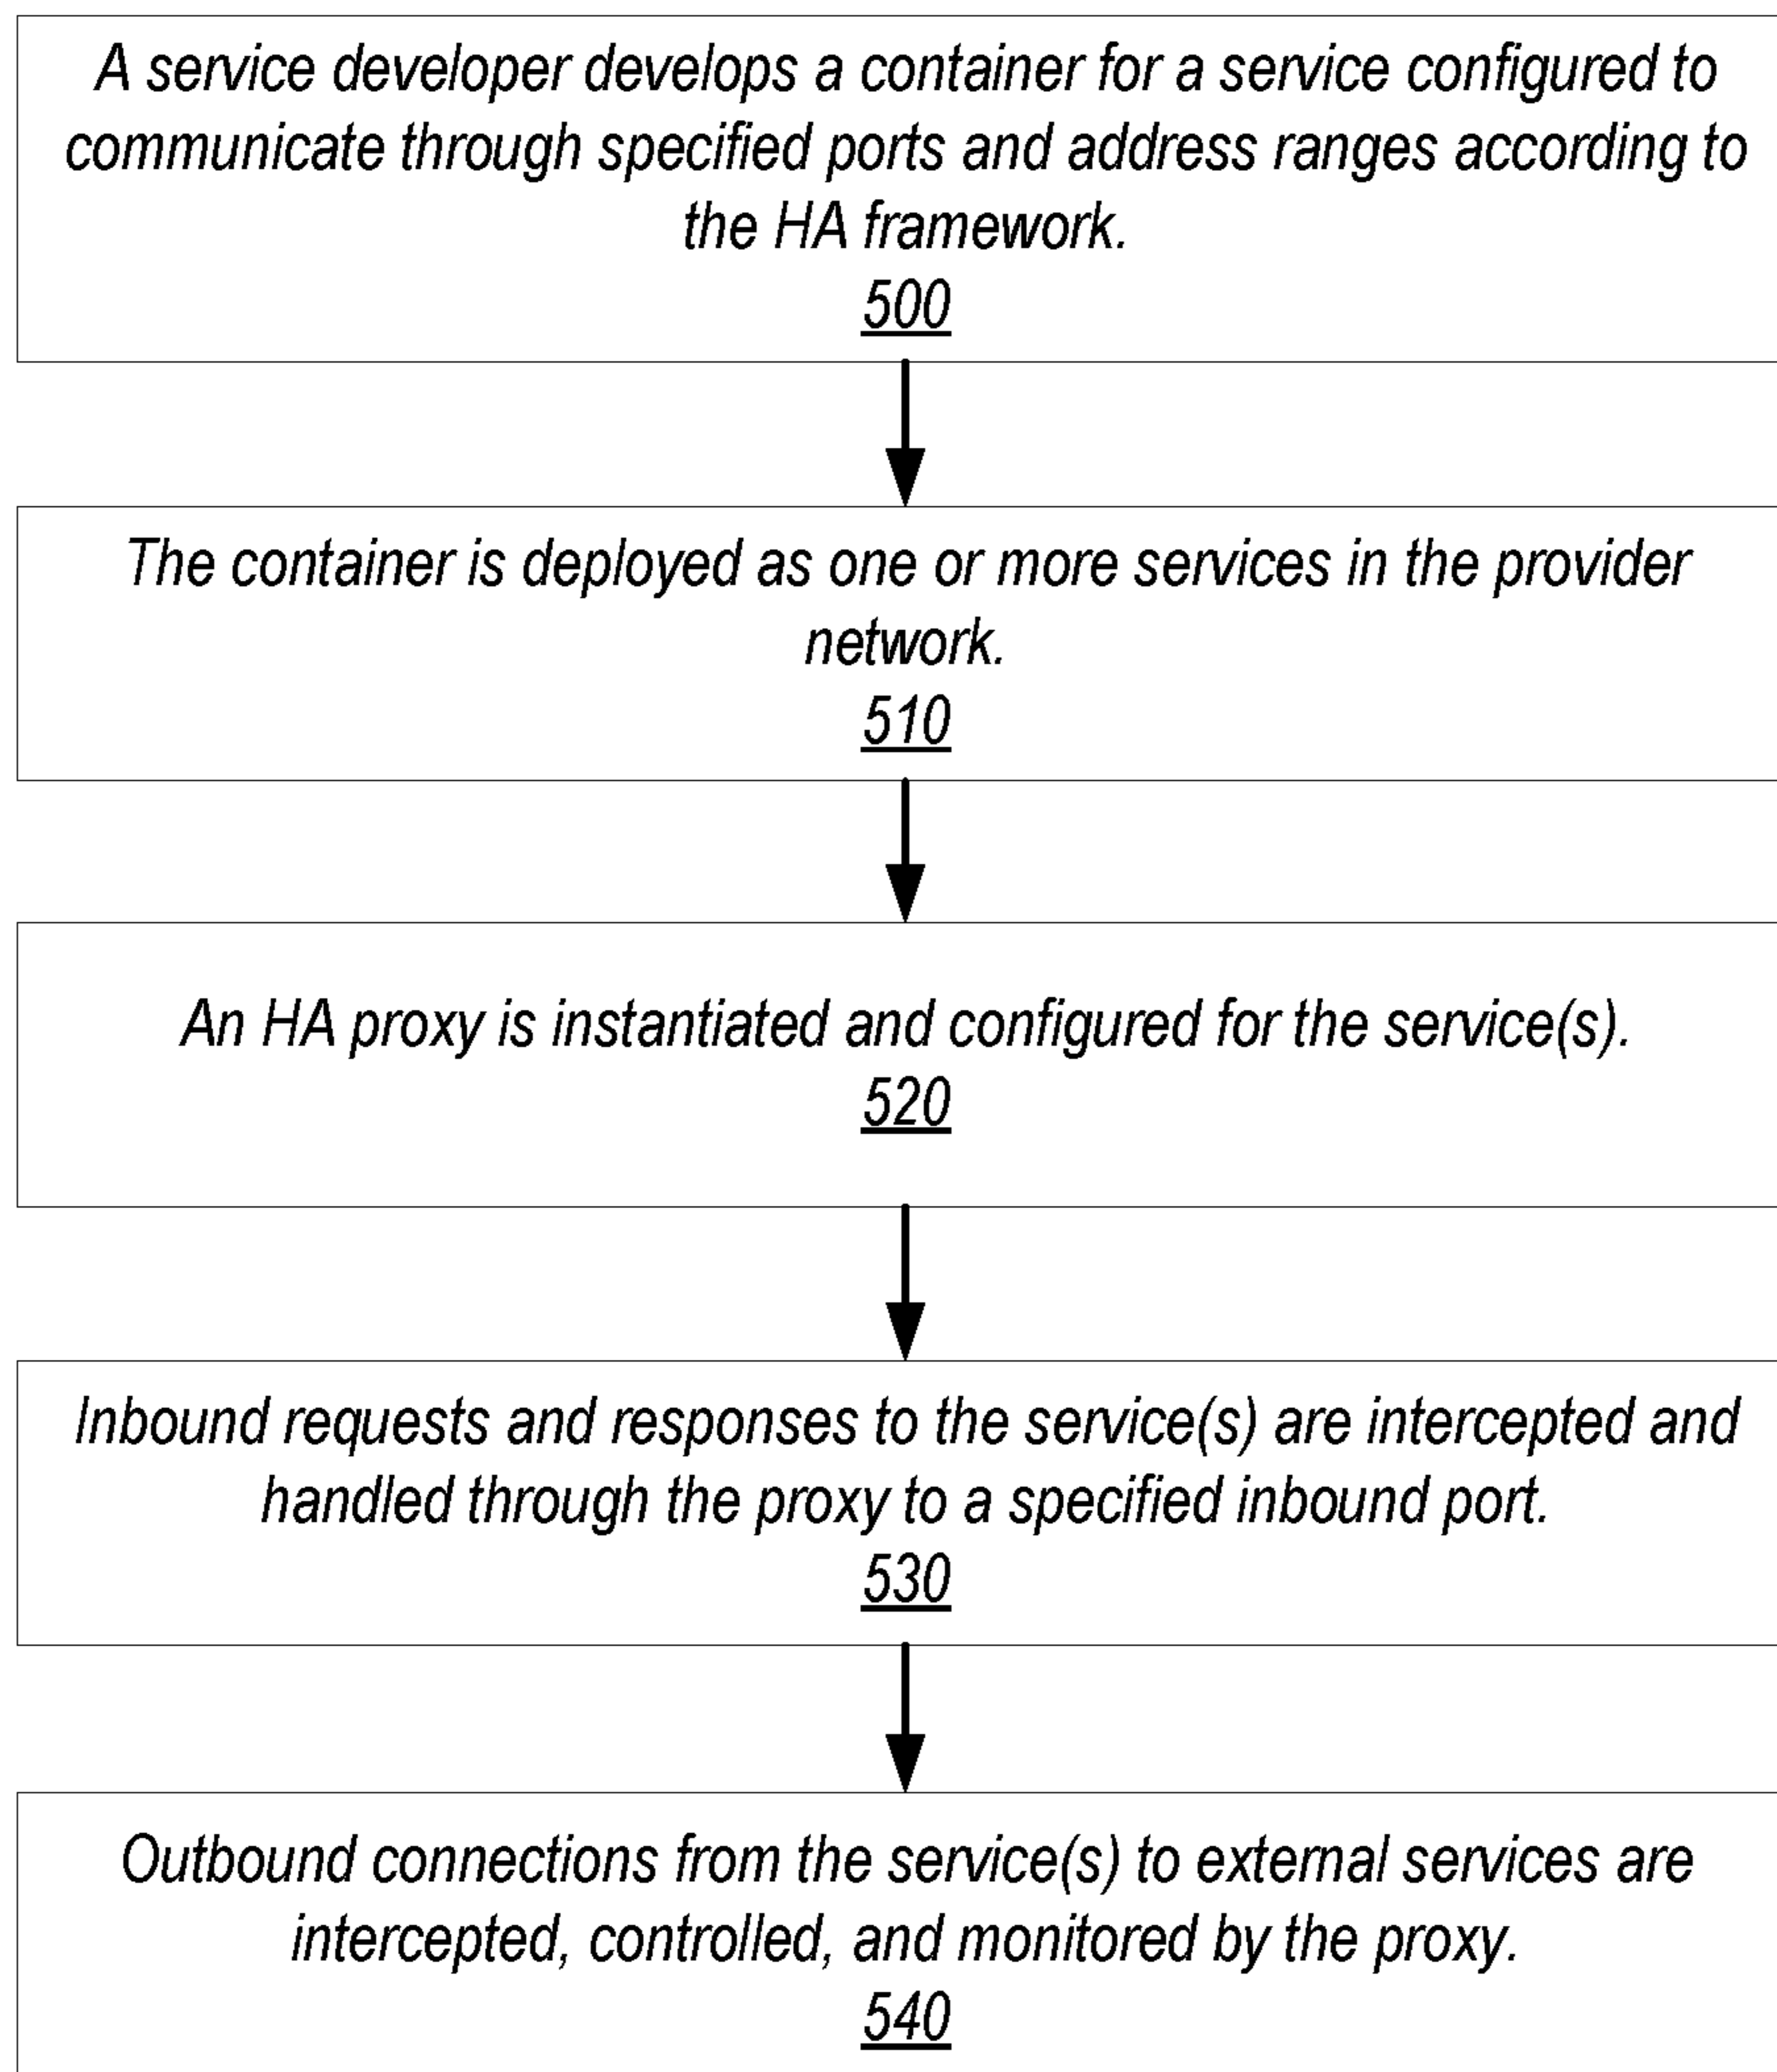 A service developer develops a container for a service configured to
communicate through specified ports and address ranges according to
the HA framework.
500
The container is deployed as one or more services in the provider
network.
510
An HA proxy is instantiated and configured for the service(s).
520
Inbound requests and responses to the service(s) are intercepted and
handled through the proxy to a specified inbound port.
530
Outbound connections from the service(s) to external services are
intercepted, controlled, and monitored by the proxy.
540